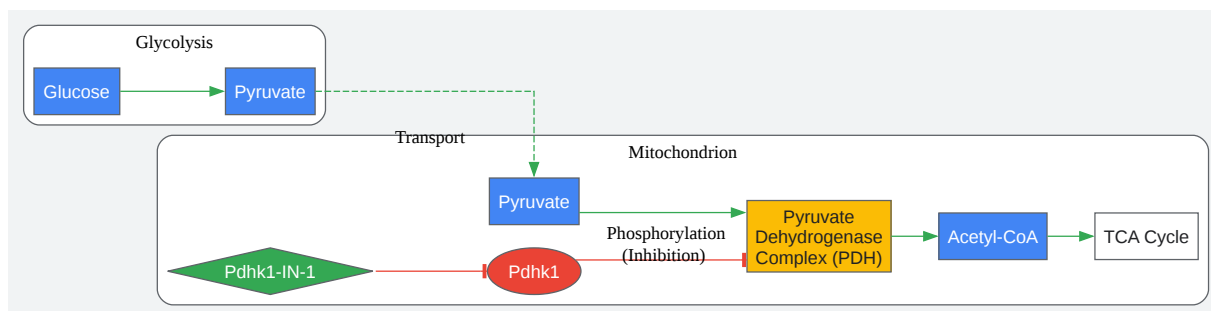 Glycolysis
Glucose
Pyruvate
Transport
Mitochondrion
Pyruvate
Phosphorylation
(Inhibition)
Pyruvate
Dehydrogenase
Complex (PDH)
Acetyl-CoA
TCA Cycle
Pdhk1-IN-1
Pdhk1